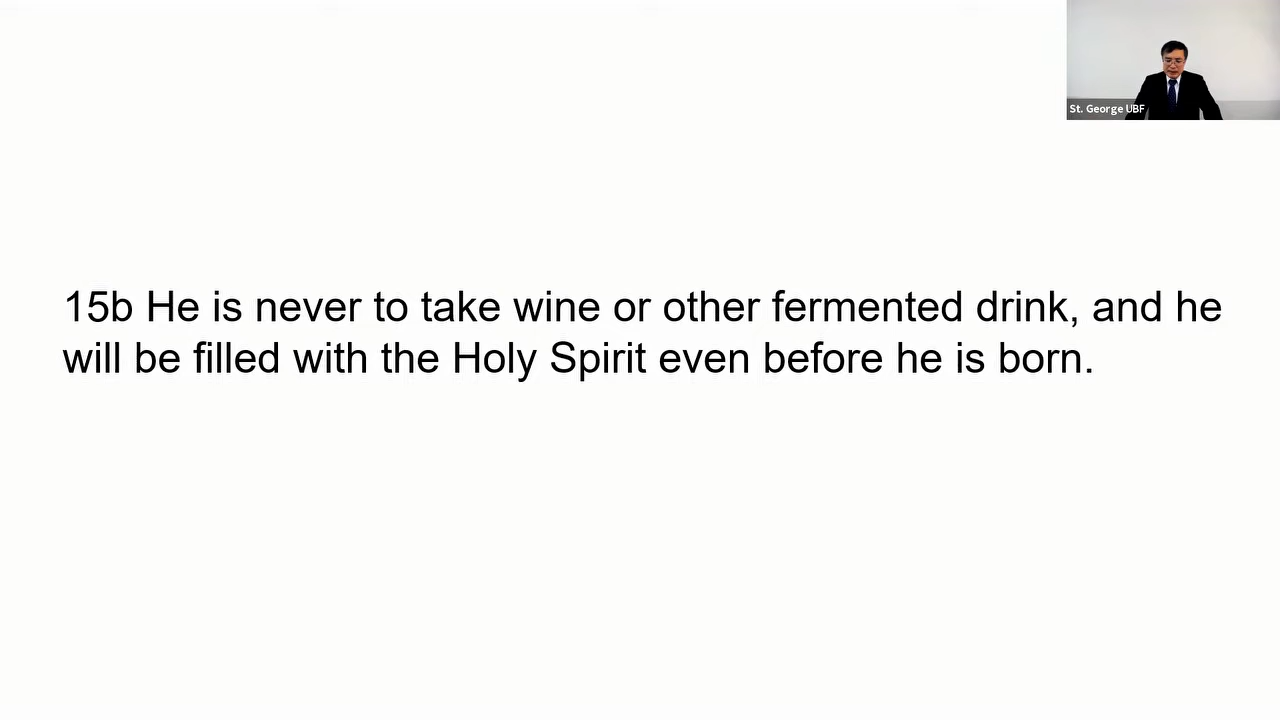 St. George UBF
15b He is never to take wine or other fermented drink, and he
will be filled with the Holy Spirit even before he is born.